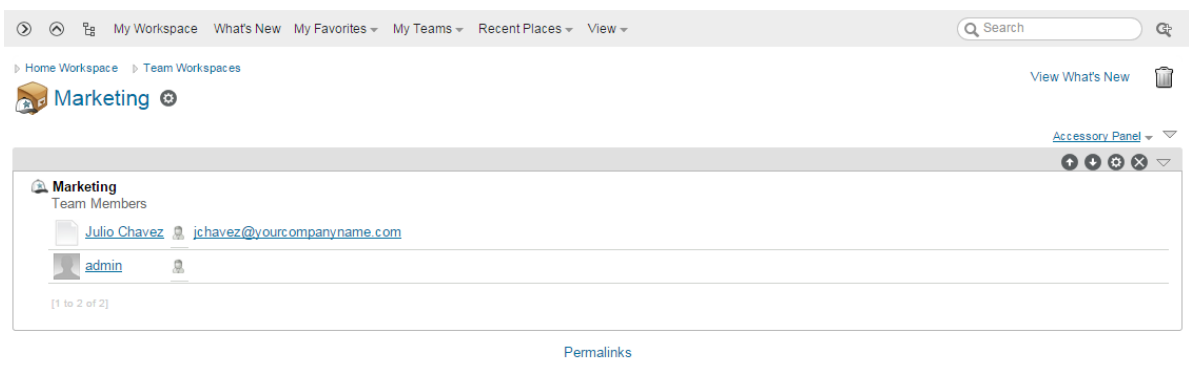 My Workspace What's New My Favorites My Teams Recent Places View Search
Home Workspace Team Workspaces
View What's New
Marketing
Accessory Panel
Marketing
Team Members
Julio Chavez jchavez@yourcompanyname.com
admin
[1 to 2 of 2]
Permalinks